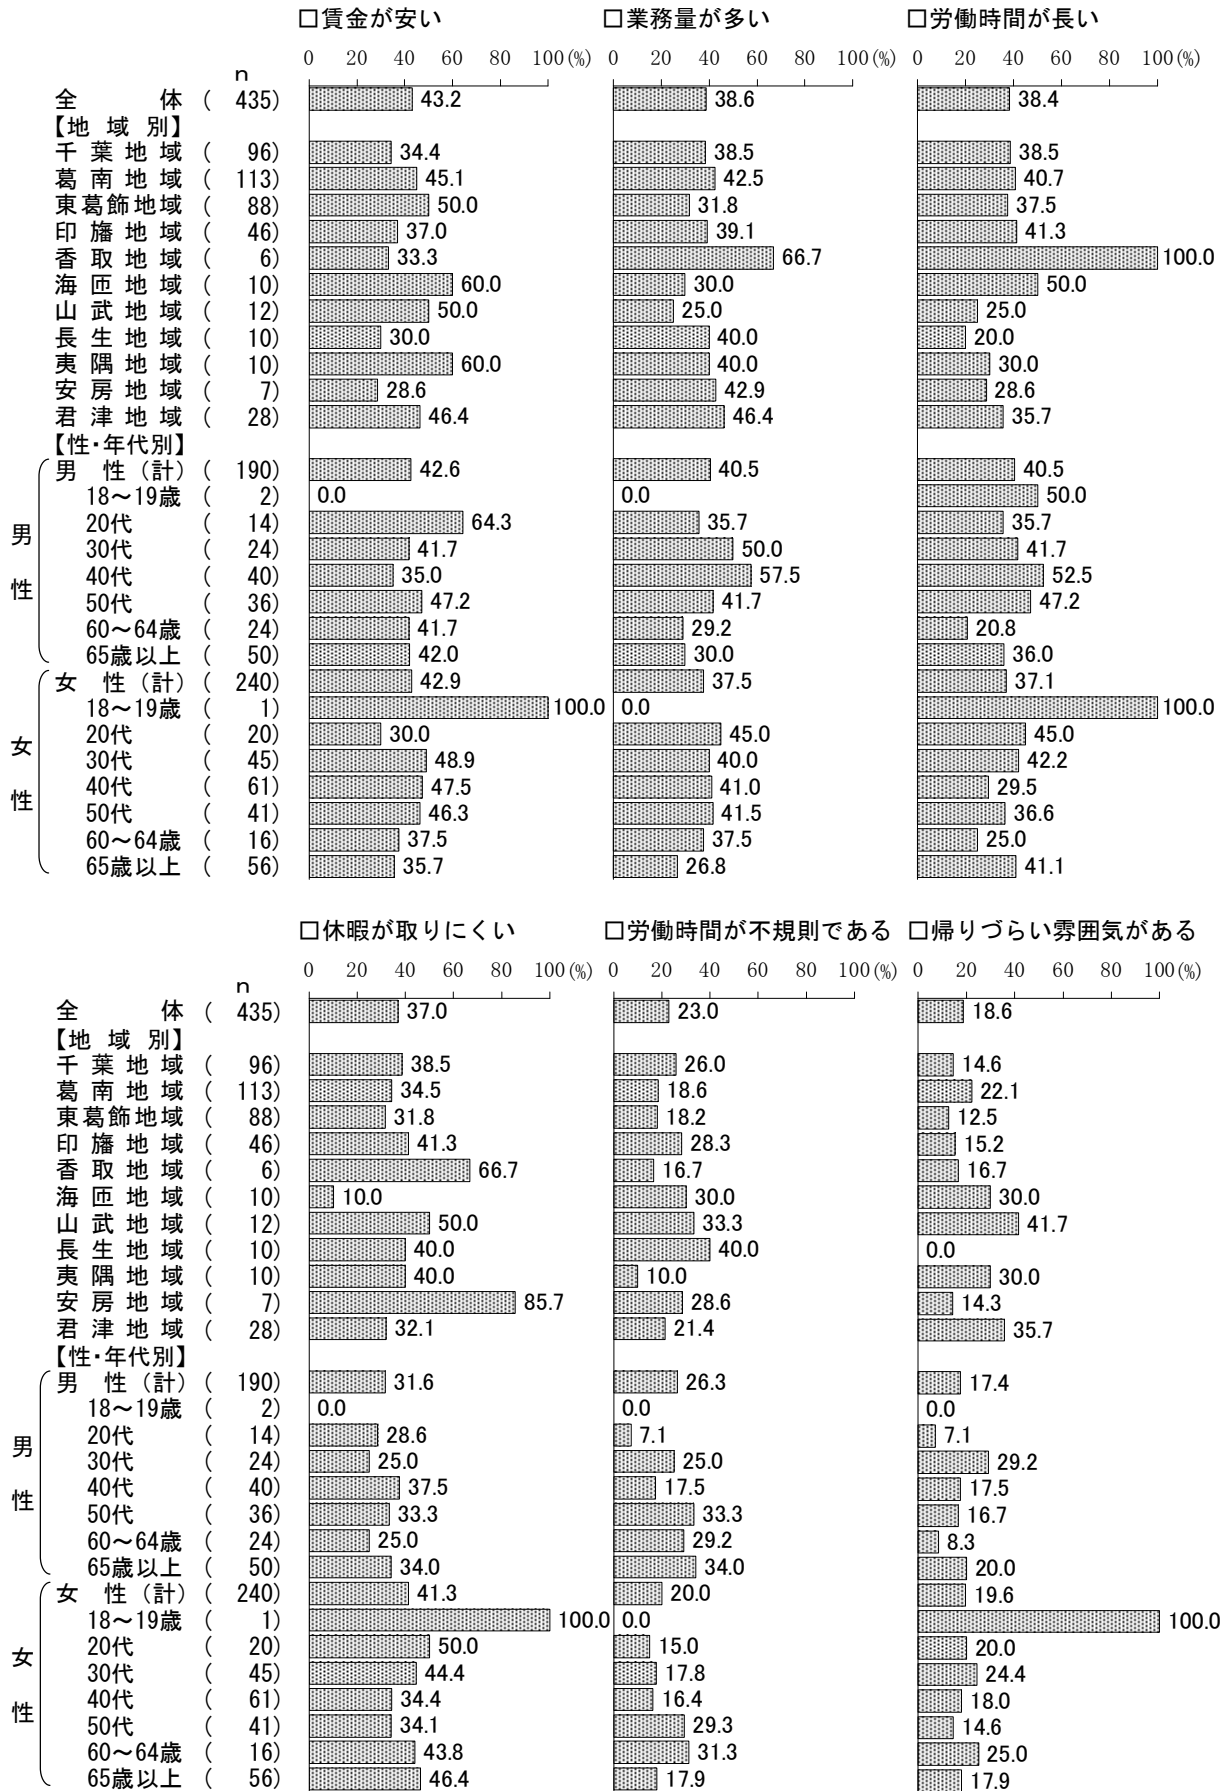 □賃金が安い □業務量が多い □労働時間が長い
0 20 40 60 80 100(%) 0 20 40 60 80 100(%) 0 20 40 60 80 100(%)
n
全体 ( 435) 43.2 38.6 38.4
【地域別】
千葉地域 ( 96) 34.4 38.5 38.5
葛南地域 ( 113) 45.1 42.5 40.7
東葛飾地域 ( 88) 50.0 31.8 37.5
印旛地域 ( 46) 37.0 39.1 41.3
香取地域 ( 6) 33.3 66.7 100.0
海匝地域 ( 10) 60.0 30.0 50.0
山武地域 ( 12) 50.0 25.0 25.0
長生地域 ( 10) 30.0 40.0 20.0
夷隅地域 ( 10) 60.0 40.0 30.0
安房地域 ( 7) 28.6 42.9 28.6
君津地域 ( 28) 46.4 46.4 35.7
【性・年代別】
男性
男性(計) ( 190) 42.6 40.5 40.5
18～19歳 ( 2) 0.0 0.0 50.0
20代 ( 14) 64.3 35.7 35.7
30代 ( 24) 41.7 50.0 41.7
40代 ( 40) 35.0 57.5 52.5
50代 ( 36) 47.2 41.7 47.2
60～64歳 ( 24) 41.7 29.2 20.8
65歳以上 ( 50) 42.0 30.0 36.0
女性
女性(計) ( 240) 42.9 37.5 37.1
18～19歳 ( 1) 100.0 0.0 100.0
20代 ( 20) 30.0 45.0 45.0
30代 ( 45) 48.9 40.0 42.2
40代 ( 61) 47.5 41.0 29.5
50代 ( 41) 46.3 41.5 36.6
60～64歳 ( 16) 37.5 37.5 25.0
65歳以上 ( 56) 35.7 26.8 41.1
□休暇が取りにくい □労働時間が不規則である □帰りづらい雰囲気がある
0 20 40 60 80 100(%) 0 20 40 60 80 100(%) 0 20 40 60 80 100(%)
n
全体 ( 435) 37.0 23.0 18.6
【地域別】
千葉地域 ( 96) 38.5 26.0 14.6
葛南地域 ( 113) 34.5 18.6 22.1
東葛飾地域 ( 88) 31.8 18.2 12.5
印旛地域 ( 46) 41.3 28.3 15.2
香取地域 ( 6) 66.7 16.7 16.7
海匝地域 ( 10) 10.0 30.0 30.0
山武地域 ( 12) 50.0 33.3 41.7
長生地域 ( 10) 40.0 40.0 0.0
夷隅地域 ( 10) 40.0 10.0 30.0
安房地域 ( 7) 85.7 28.6 14.3
君津地域 ( 28) 32.1 21.4 35.7
【性・年代別】
男性
男性(計) ( 190) 31.6 26.3 17.4
18～19歳 ( 2) 0.0 0.0 0.0
20代 ( 14) 28.6 7.1 7.1
30代 ( 24) 25.0 25.0 29.2
40代 ( 40) 37.5 17.5 17.5
50代 ( 36) 33.3 33.3 16.7
60～64歳 ( 24) 25.0 29.2 8.3
65歳以上 ( 50) 34.0 34.0 20.0
女性
女性(計) ( 240) 41.3 20.0 19.6
18～19歳 ( 1) 100.0 0.0 100.0
20代 ( 20) 50.0 15.0 20.0
30代 ( 45) 44.4 17.8 24.4
40代 ( 61) 34.4 16.4 18.0
50代 ( 41) 34.1 29.3 14.6
60～64歳 ( 16) 43.8 31.3 25.0
65歳以上 ( 56) 46.4 17.9 17.9